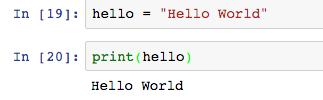 In [19]: hello = "Hello World"
In [20]: print(hello)
Hello World